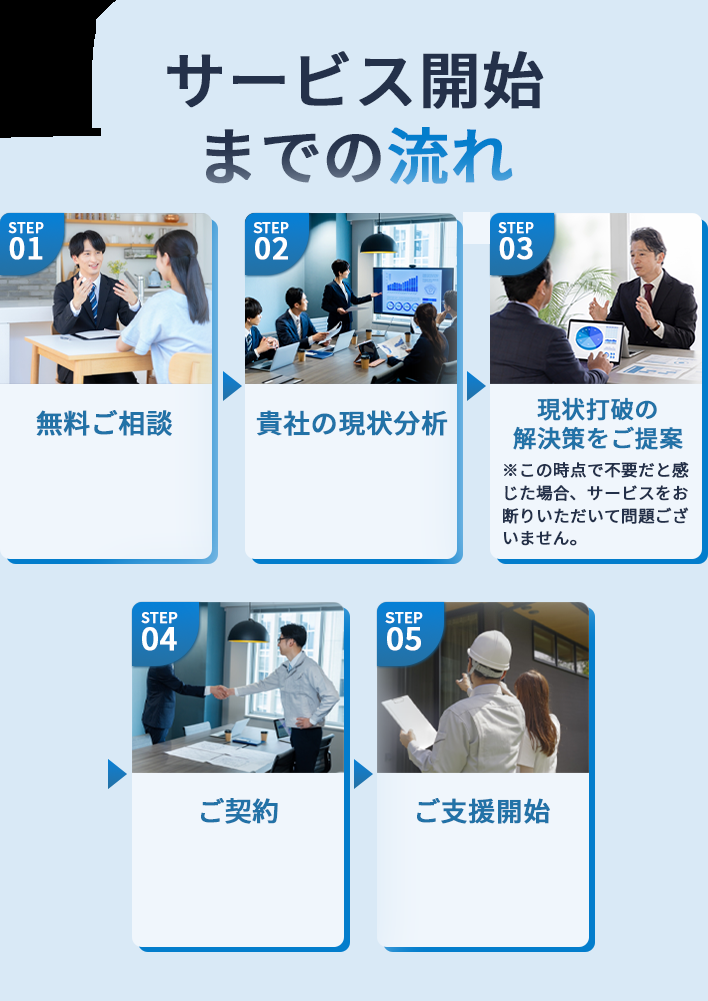 サービス開始
までの流れ
STEP
01
無料ご相談
STEP
02
貴社の現状分析
STEP
03
現状打破の
解決策をご提案
※この時点で不要だと感
じた場合、サービスをお
断りいただいて問題ござ
いません。
STEP
04
ご契約
STEP
05
ご支援開始